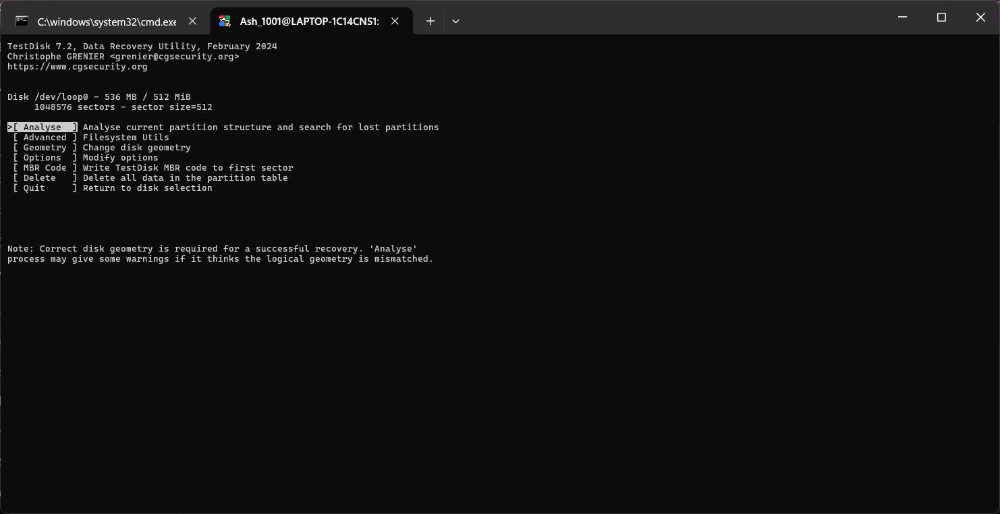 C:\windows\system32\cmd.exe
Ash_1001@LAPTOP-1C14CNS1:
TestDisk 7.2, Data Recovery Utility, February 2024
Christophe GRENIER <grenier@cgsecurity.org>
https://www.cgsecurity.org
Disk /dev/loop0 - 536 MB / 512 MiB
1048576 sectors - sector size=512
>[ Analyse  ] Analyse current partition structure and search for lost partitions
[ Advanced ] Filesystem Utils
[ Geometry ] Change disk geometry
[ Options  ] Modify options
[ MBR Code ] Write TestDisk MBR code to first sector
[ Delete   ] Delete all data in the partition table
[ Quit     ] Return to disk selection
Note: Correct disk geometry is required for a successful recovery. 'Analyse'
process may give some warnings if it thinks the logical geometry is mismatched.